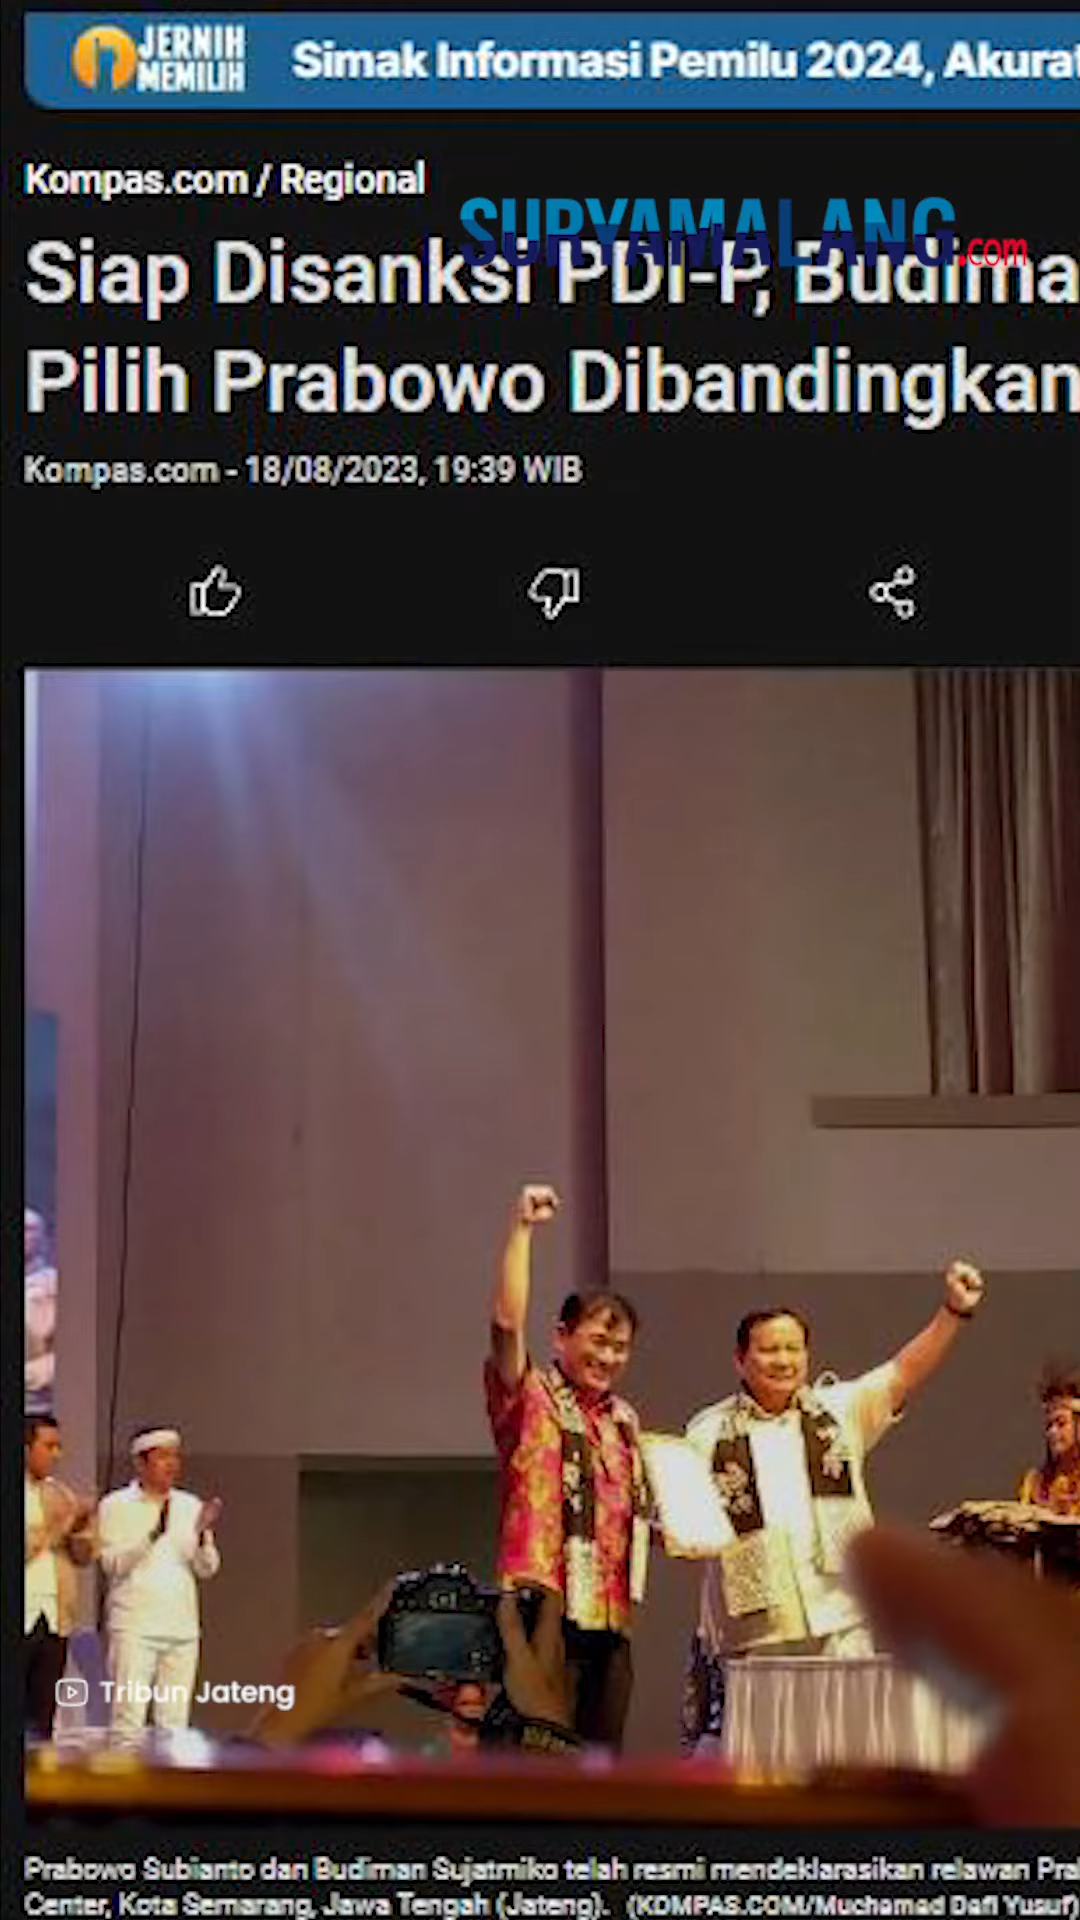 JERNIH
MEMILIH
Simak Informasi Pemilu 2024, Akurat
Kompas.com / Regional
SURYAMALANG.com
Siap Disanksi PDI-P, Budima
Pilih Prabowo Dibandingkan
Kompas.com - 18/08/2023, 19:39 WIB
Tribun Jateng
Prabowo Subianto dan Budiman Sujatmiko telah resmi mendeklarasikan relawan Pra
Center, Kota Semarang, Jawa Tengah (Jateng). (KOMPAS.COM/Muchamad Dafi Yusuf)